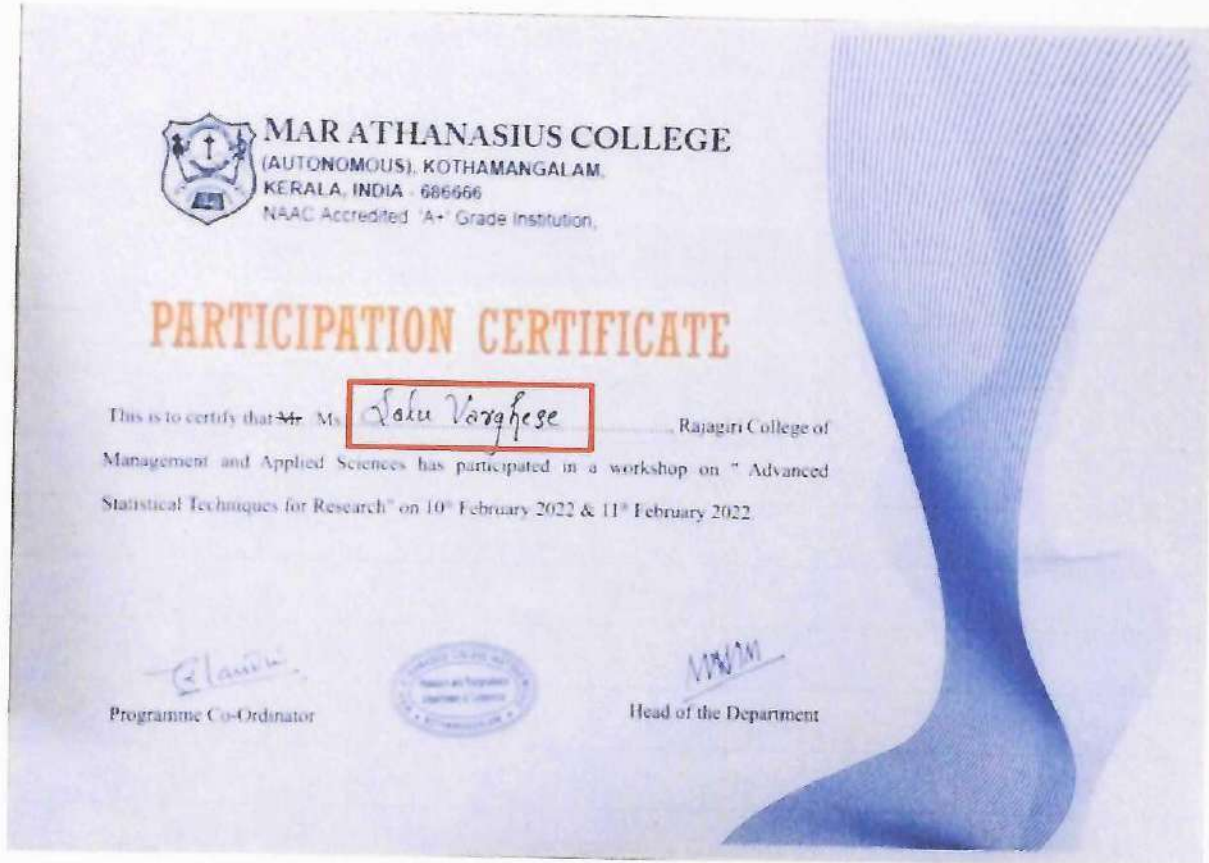 MAR ATHANASIUS COLLEGE
(AUTONOMOUS), KOTHAMANGALAM,
KERALA, INDIA - 686666
NAAC Accredited 'A+' Grade Institution,
PARTICIPATION CERTIFICATE
This is to certify that Mr Ms Varghese, Rajagiri College of
Management and Applied Sciences has participated in a workshop on " Advanced
Statistical Techniques for Research" on 10th February 2022 & 11th February 2022
Programme Co-Ordinator
Head of the Department